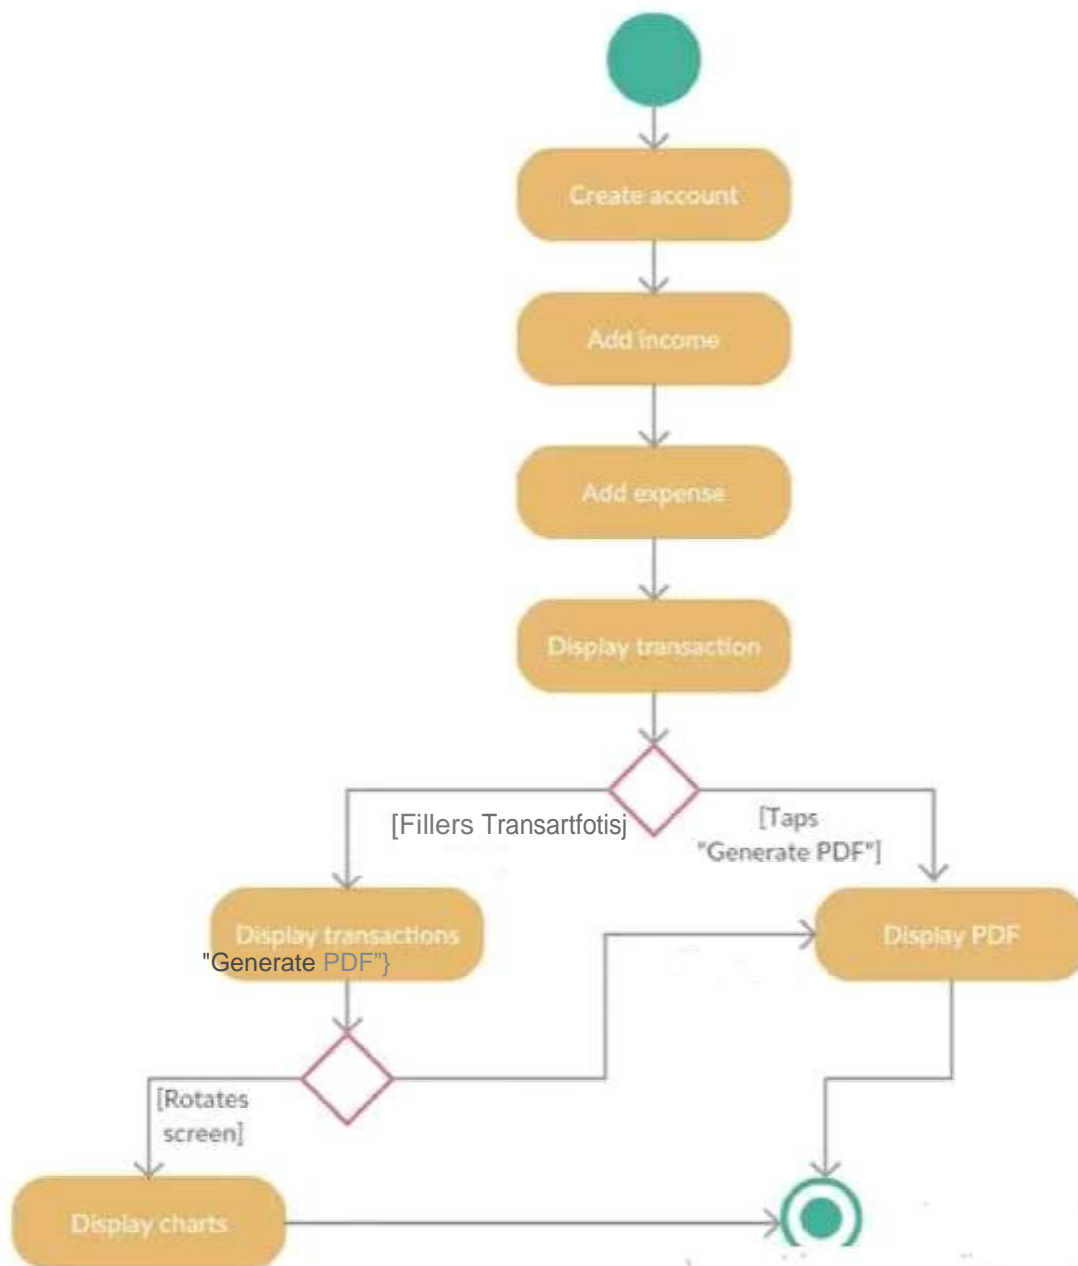 Create account
Add income
Add expense
Display transaction
[Fillers Transartfotisj
[Taps
"Generate PDF"]
Display transactions
"Generate PDF"}
Display PDF
[Rotates
screen]
Display charts